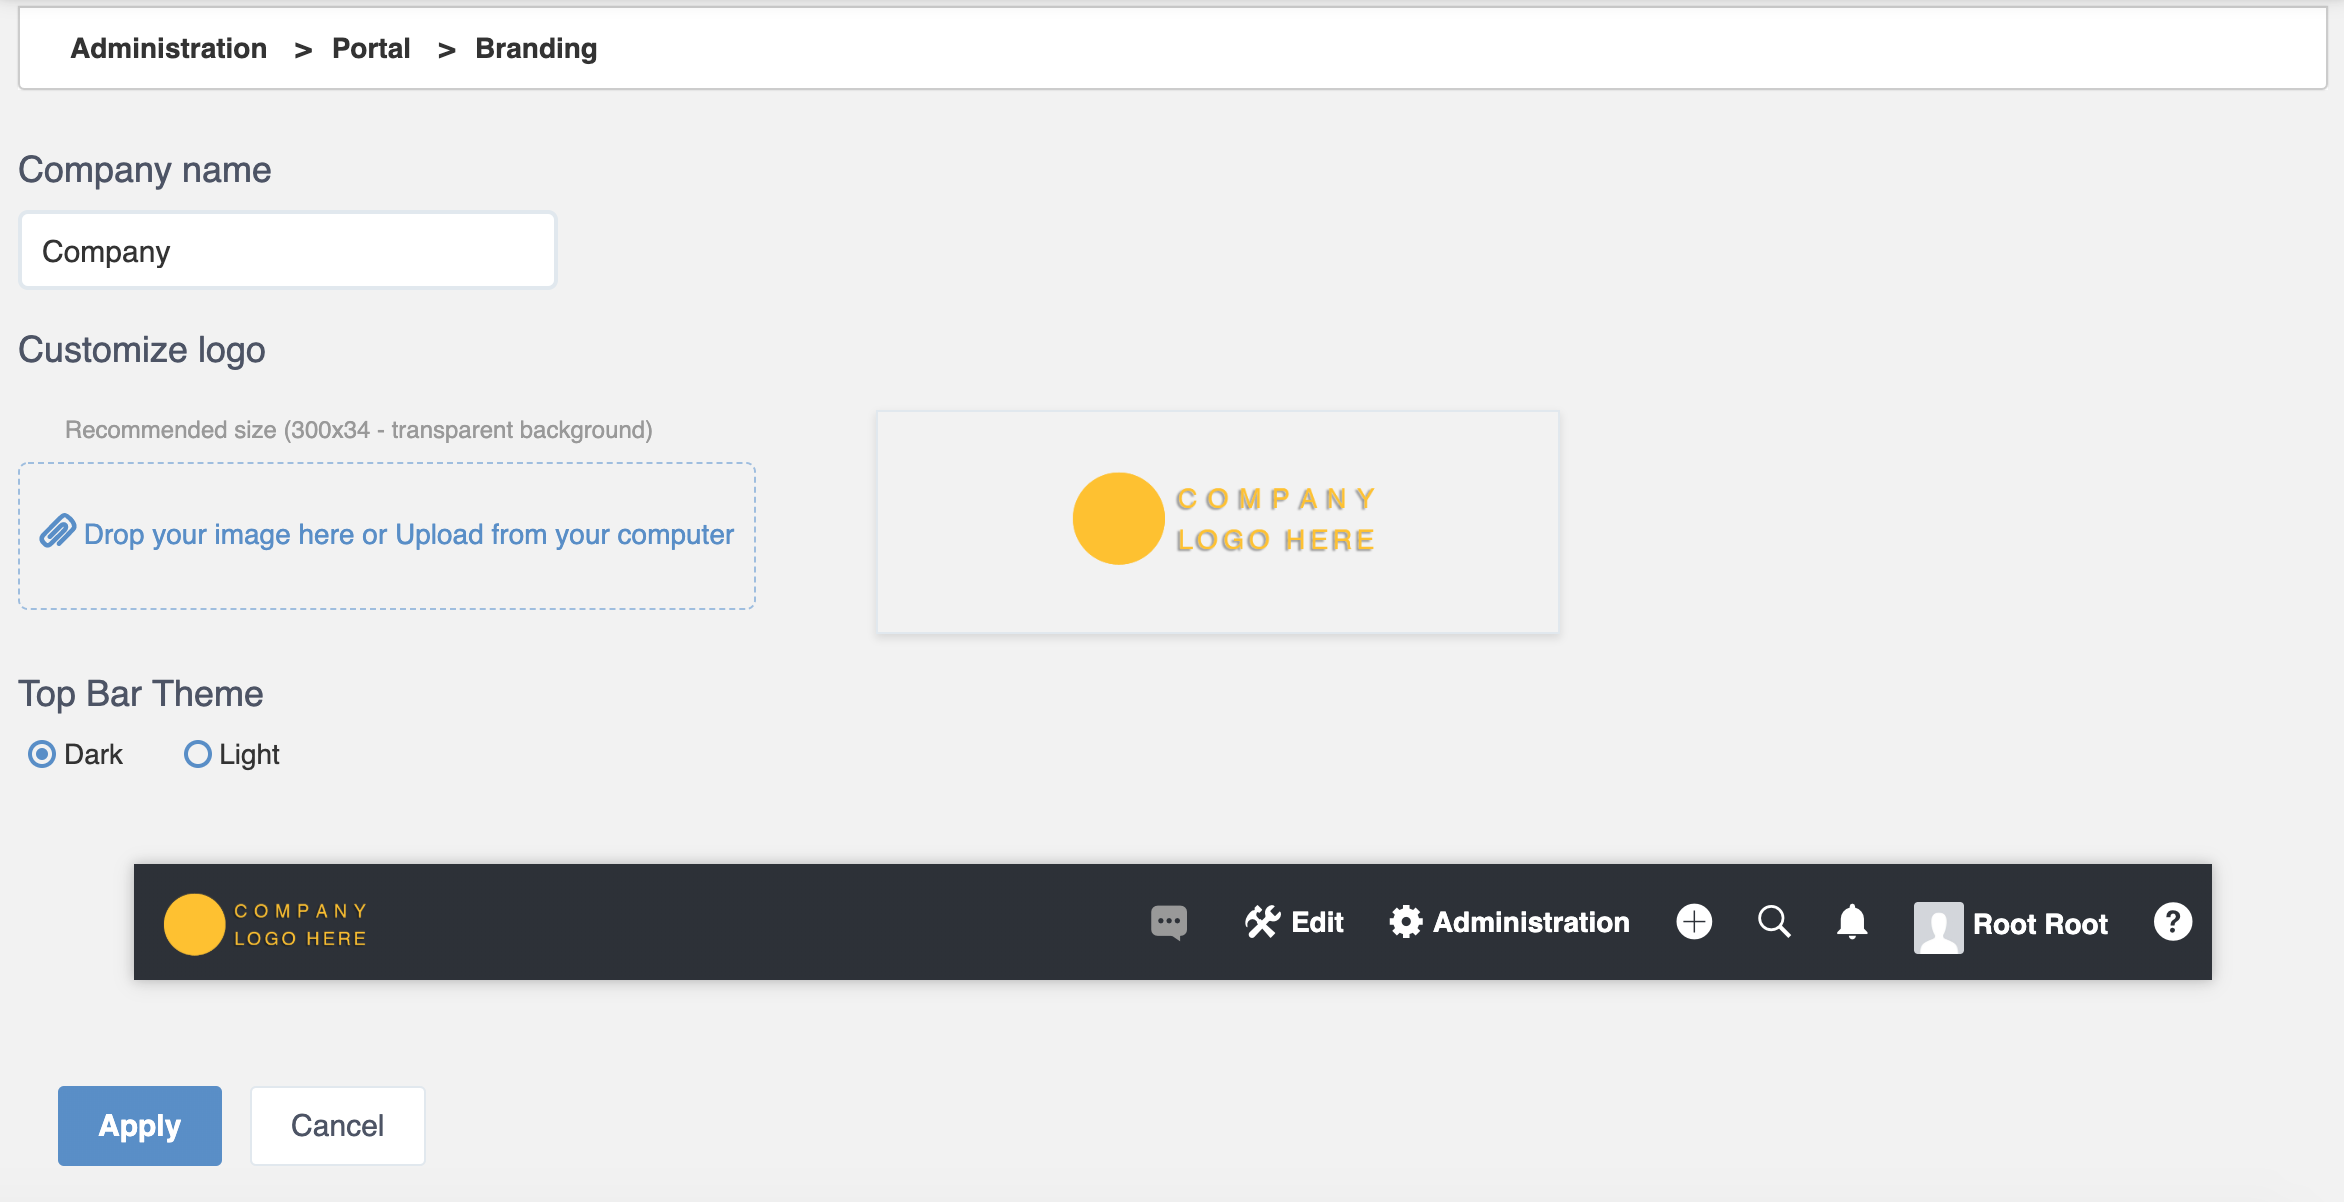 Administration > Portal > Branding
Company name
Company
Customize logo
Recommended size (300x34 - transparent background)
Drop your image here or Upload from your computer
COMPANY
LOGO HERE
Top Bar Theme
Dark Light
COMPANY
LOGO HERE
Edit Administration Root Root ?
Apply Cancel